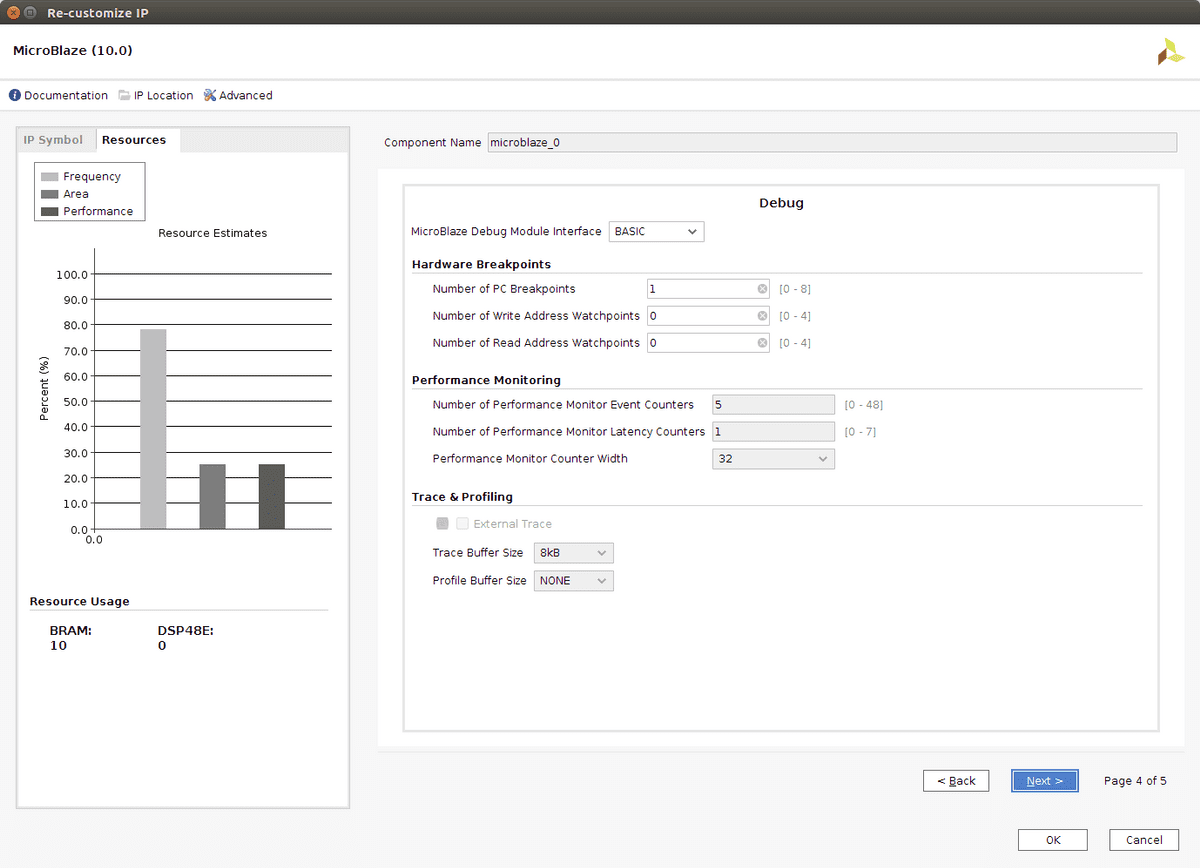 Re-customize IP
MicroBlaze (10.0)
Documentation IP Location Advanced
IP Symbol Resources
Frequency
Area
Performance
Resource Estimates
Percent (%)
100.0
90.0
80.0
70.0
60.0
50.0
40.0
30.0
20.0
10.0
0.0
0.0
Resource Usage
BRAM: DSP48E:
10 0
Component Name microblaze_0
Debug
MicroBlaze Debug Module Interface BASIC
Hardware Breakpoints
Number of PC Breakpoints 1 [0 - 8]
Number of Write Address Watchpoints 0 [0 - 4]
Number of Read Address Watchpoints 0 [0 - 4]
Performance Monitoring
Number of Performance Monitor Event Counters 5 [0 - 48]
Number of Performance Monitor Latency Counters 1 [0 - 7]
Performance Monitor Counter Width 32
Trace & Profiling
External Trace
Trace Buffer Size 8kB
Profile Buffer Size NONE
< Back Next > Page 4 of 5
OK Cancel